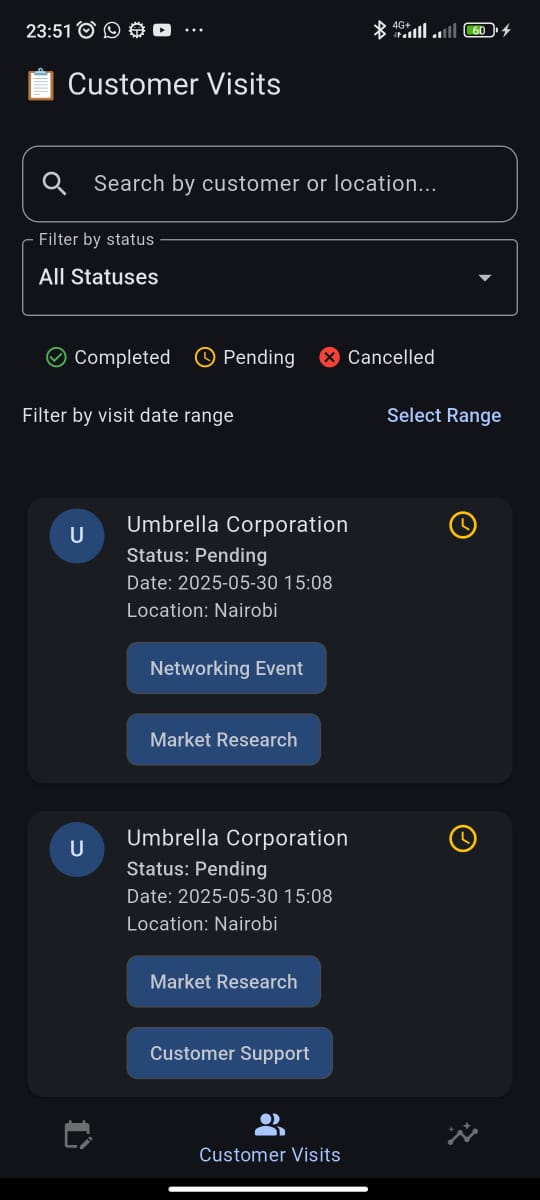 23:51 4G+ 60
📋 Customer Visits
Search by customer or location...
Filter by status
All Statuses
Completed Pending Cancelled
Filter by visit date range Select Range
U Umbrella Corporation
Status: Pending
Date: 2025-05-30 15:08
Location: Nairobi
Networking Event
Market Research
U Umbrella Corporation
Status: Pending
Date: 2025-05-30 15:08
Location: Nairobi
Market Research
Customer Support
Customer Visits